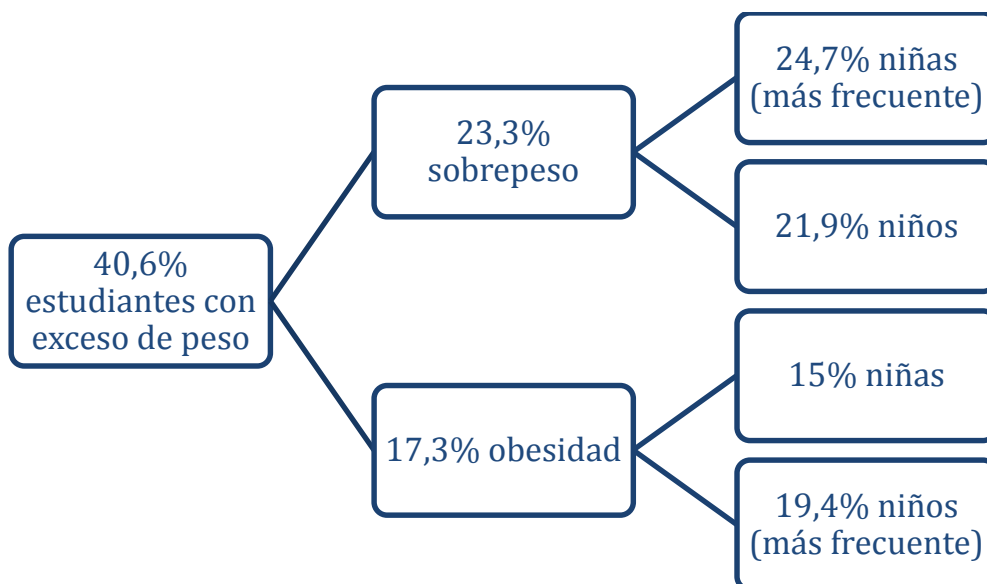 40,6%
estudiantes con
exceso de peso
23,3%
sobrepeso
24,7% niñas
(más frecuente)
21,9% niños
17,3% obesidad
15% niñas
19,4% niños
(más frecuente)